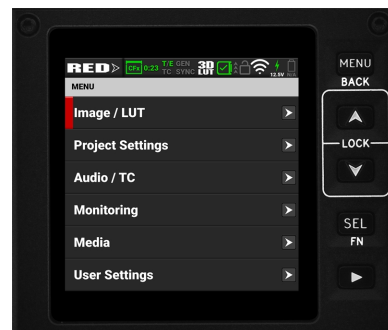 RED CFx 0:23 T/E GEN 3D
TC SYNC LUT 12.5V N/A
MENU
Image / LUT
Project Settings
Audio / TC
Monitoring
Media
User Settings
MENU
BACK
LOCK
SEL
FN